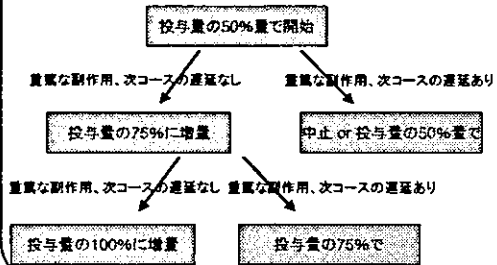 投与量の50%量で開始
重篤な副作用、次コースの遅延なし
重篤な副作用、次コースの遅延あり
投与量の75%に増量
中止 or 投与量の50%量で
重篤な副作用、次コースの遅延なし
重篤な副作用、次コースの遅延あり
投与量の100%に増量
投与量の75%で